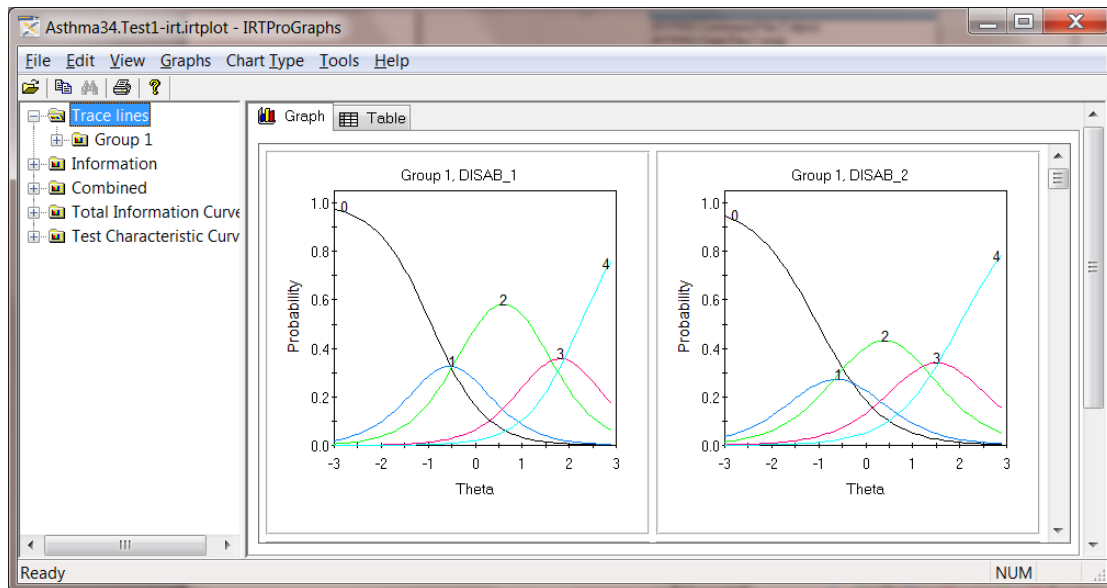 Asthma34.Test1-irt.irtplot - IRTProGraphs
File Edit View Graphs Chart Type Tools Help
Trace lines
Group 1
Information
Combined
Total Information Curve
Test Characteristic Curv
Graph Table
Group 1, DISAB_1
1.0
0.8
0.6
0.4
0.2
0.0
Probability
0
1
2
3
4
-3 -2 -1 0 1 2 3
Theta
Group 1, DISAB_2
1.0
0.8
0.6
0.4
0.2
0.0
Probability
0
1
2
3
4
-3 -2 -1 0 1 2 3
Theta
Ready NUM